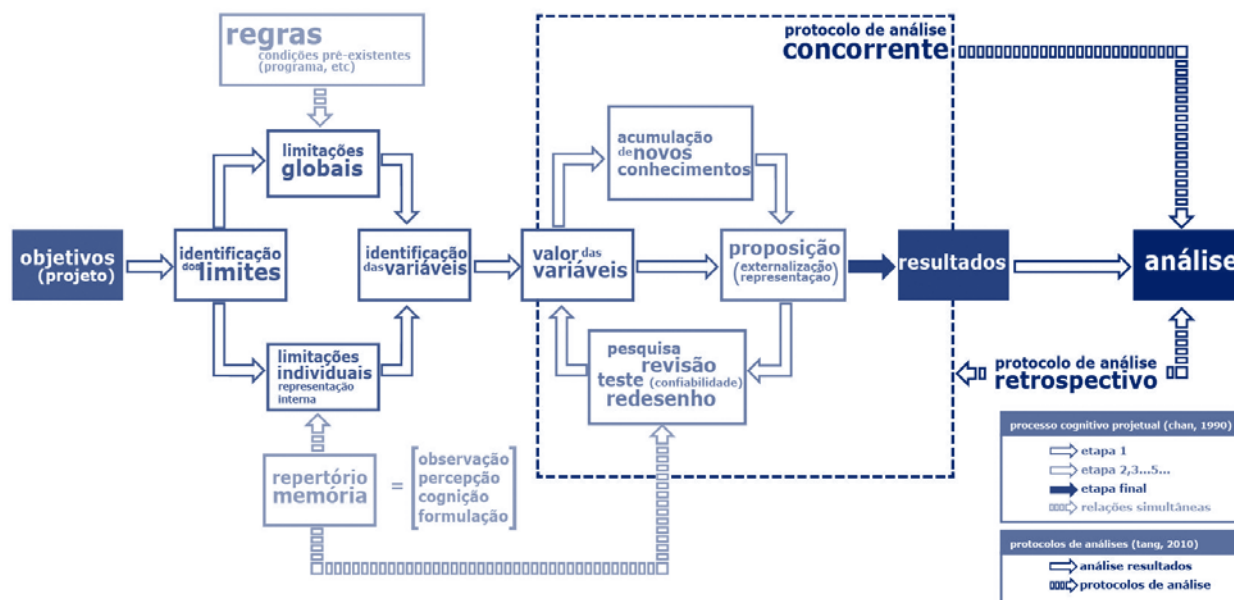 regras
condições pré-existentes
(programa, etc)
protocolo de análise
concorrente
limitações
globais
acumulação
de novos
conhecimentos
objetivos
(projeto)
identificação
dos limites
identificação
das variáveis
valor das
variáveis
proposição
(externalização
representação)
resultados
análise
limitações
individuais
representação
interna
pesquisa
revisão
teste (confiabilidade)
redesenho
protocolo de análise
retrospectivo
repertório
memória
=
observação
percepção
cognição
formulação
processo cognitivo projetual (chan, 1990)
etapa 1
etapa 2,3...5...
etapa final
relações simultâneas
protocolos de análises (tang, 2010)
análise resultados
protocolos de análise